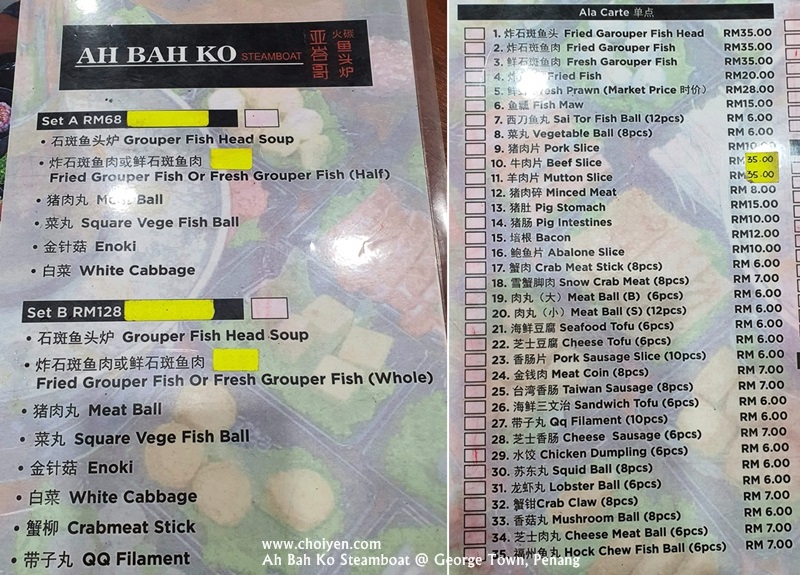 AH BAH KO STEAMBOAT 亚峇哥 火碳鱼头炉
Set A RM68
• 石斑鱼头炉 Grouper Fish Head Soup
• 炸石斑鱼肉或鲜石斑鱼肉
Fried Grouper Fish Or Fresh Grouper Fish (Half)
• 猪肉丸 Ball
• 菜丸 Square Vege Fish Ball
• 金针菇 Enoki
• 白菜 White Cabbage
Set B RM128
• 石斑鱼头炉 Grouper Fish Head Soup
• 炸石斑鱼肉或鲜石斑鱼肉
Fried Grouper Fish Or Fresh Grouper Fish (Whole)
• 猪肉丸 Meat Ball
• 菜丸 Square Vege Fish Ball
• 金针菇 Enoki
• 白菜 White Cabbage
• 蟹柳 Crabmeat Stick
• 带子丸 QQ Filament
Ala Carte 单点
1. 炸石斑鱼头 Fried Garouper Fish Head RM35.00
2. 炸石斑鱼肉 Fried Garouper Fish RM35.00
3. 鲜石斑鱼肉 Fresh Garouper Fish RM35.00
4. Fried Fish RM20.00
5. Fresh Prawn (Market Price 时价) RM28.00
6. 鱼鳔 Fish Maw RM15.00
7. 西刀鱼丸 Sai Tor Fish Ball (12pcs) RM 6.00
8. 菜丸 Vegetable Ball (8pcs) RM 6.00
9. 猪肉片 Pork Slice
10. 牛肉片 Beef Slice RM 35.00
11. 羊肉片 Mutton Slice RM 35.00
12. 猪肉碎 Minced Meat RM 8.00
13. 猪肚 Pig Stomach RM15.00
14. 猪肠 Pig Intestines RM10.00
15. 培根 Bacon RM12.00
16. 鲍鱼片 Abalone Slice RM10.00
17. 蟹肉 Crab Meat Stick (8pcs) RM 6.00
18. 雪蟹脚肉 Snow Crab Meat (8pcs) RM 7.00
19. 肉丸（大）Meat Ball (B) (6pcs) RM 6.00
20. 肉丸（小）Meat Ball (S) (12pcs) RM 6.00
21. 海鲜豆腐 Seafood Tofu (6pcs) RM 6.00
22. 芝士豆腐 Cheese Tofu (6pcs) RM 6.00
23. 香肠片 Pork Sausage Slice (10pcs) RM 6.00
24. 金钱肉 Meat Coin (8pcs) RM 7.00
25. 台湾香肠 Taiwan Sausage (8pcs) RM 7.00
26. 海鲜三文治 Sandwich Tofu (6pcs) RM 6.00
27. 带子丸 Qq Filament (10pcs) RM 6.00
28. 芝士香肠 Cheese Sausage (6pcs) RM 7.00
29. 水饺 Chicken Dumpling (6pcs) RM 6.00
30. 苏东丸 Squid Ball (8pcs) RM 6.00
31. 龙虾丸 Lobster Ball (6pcs) RM 6.00
32. 蟹钳 Crab Claw (8pcs) RM 7.00
33. 香菇丸 Mushroom Ball (8pcs) RM 6.00
34. 芝士肉丸 Cheese Meat Ball (6pcs) RM 7.00
35. 福州鱼丸 Hock Chew Fish Ball (6pcs) RM 7.00
www.choiyen.com
Ah Bah Ko Steamboat @ George Town, Penang